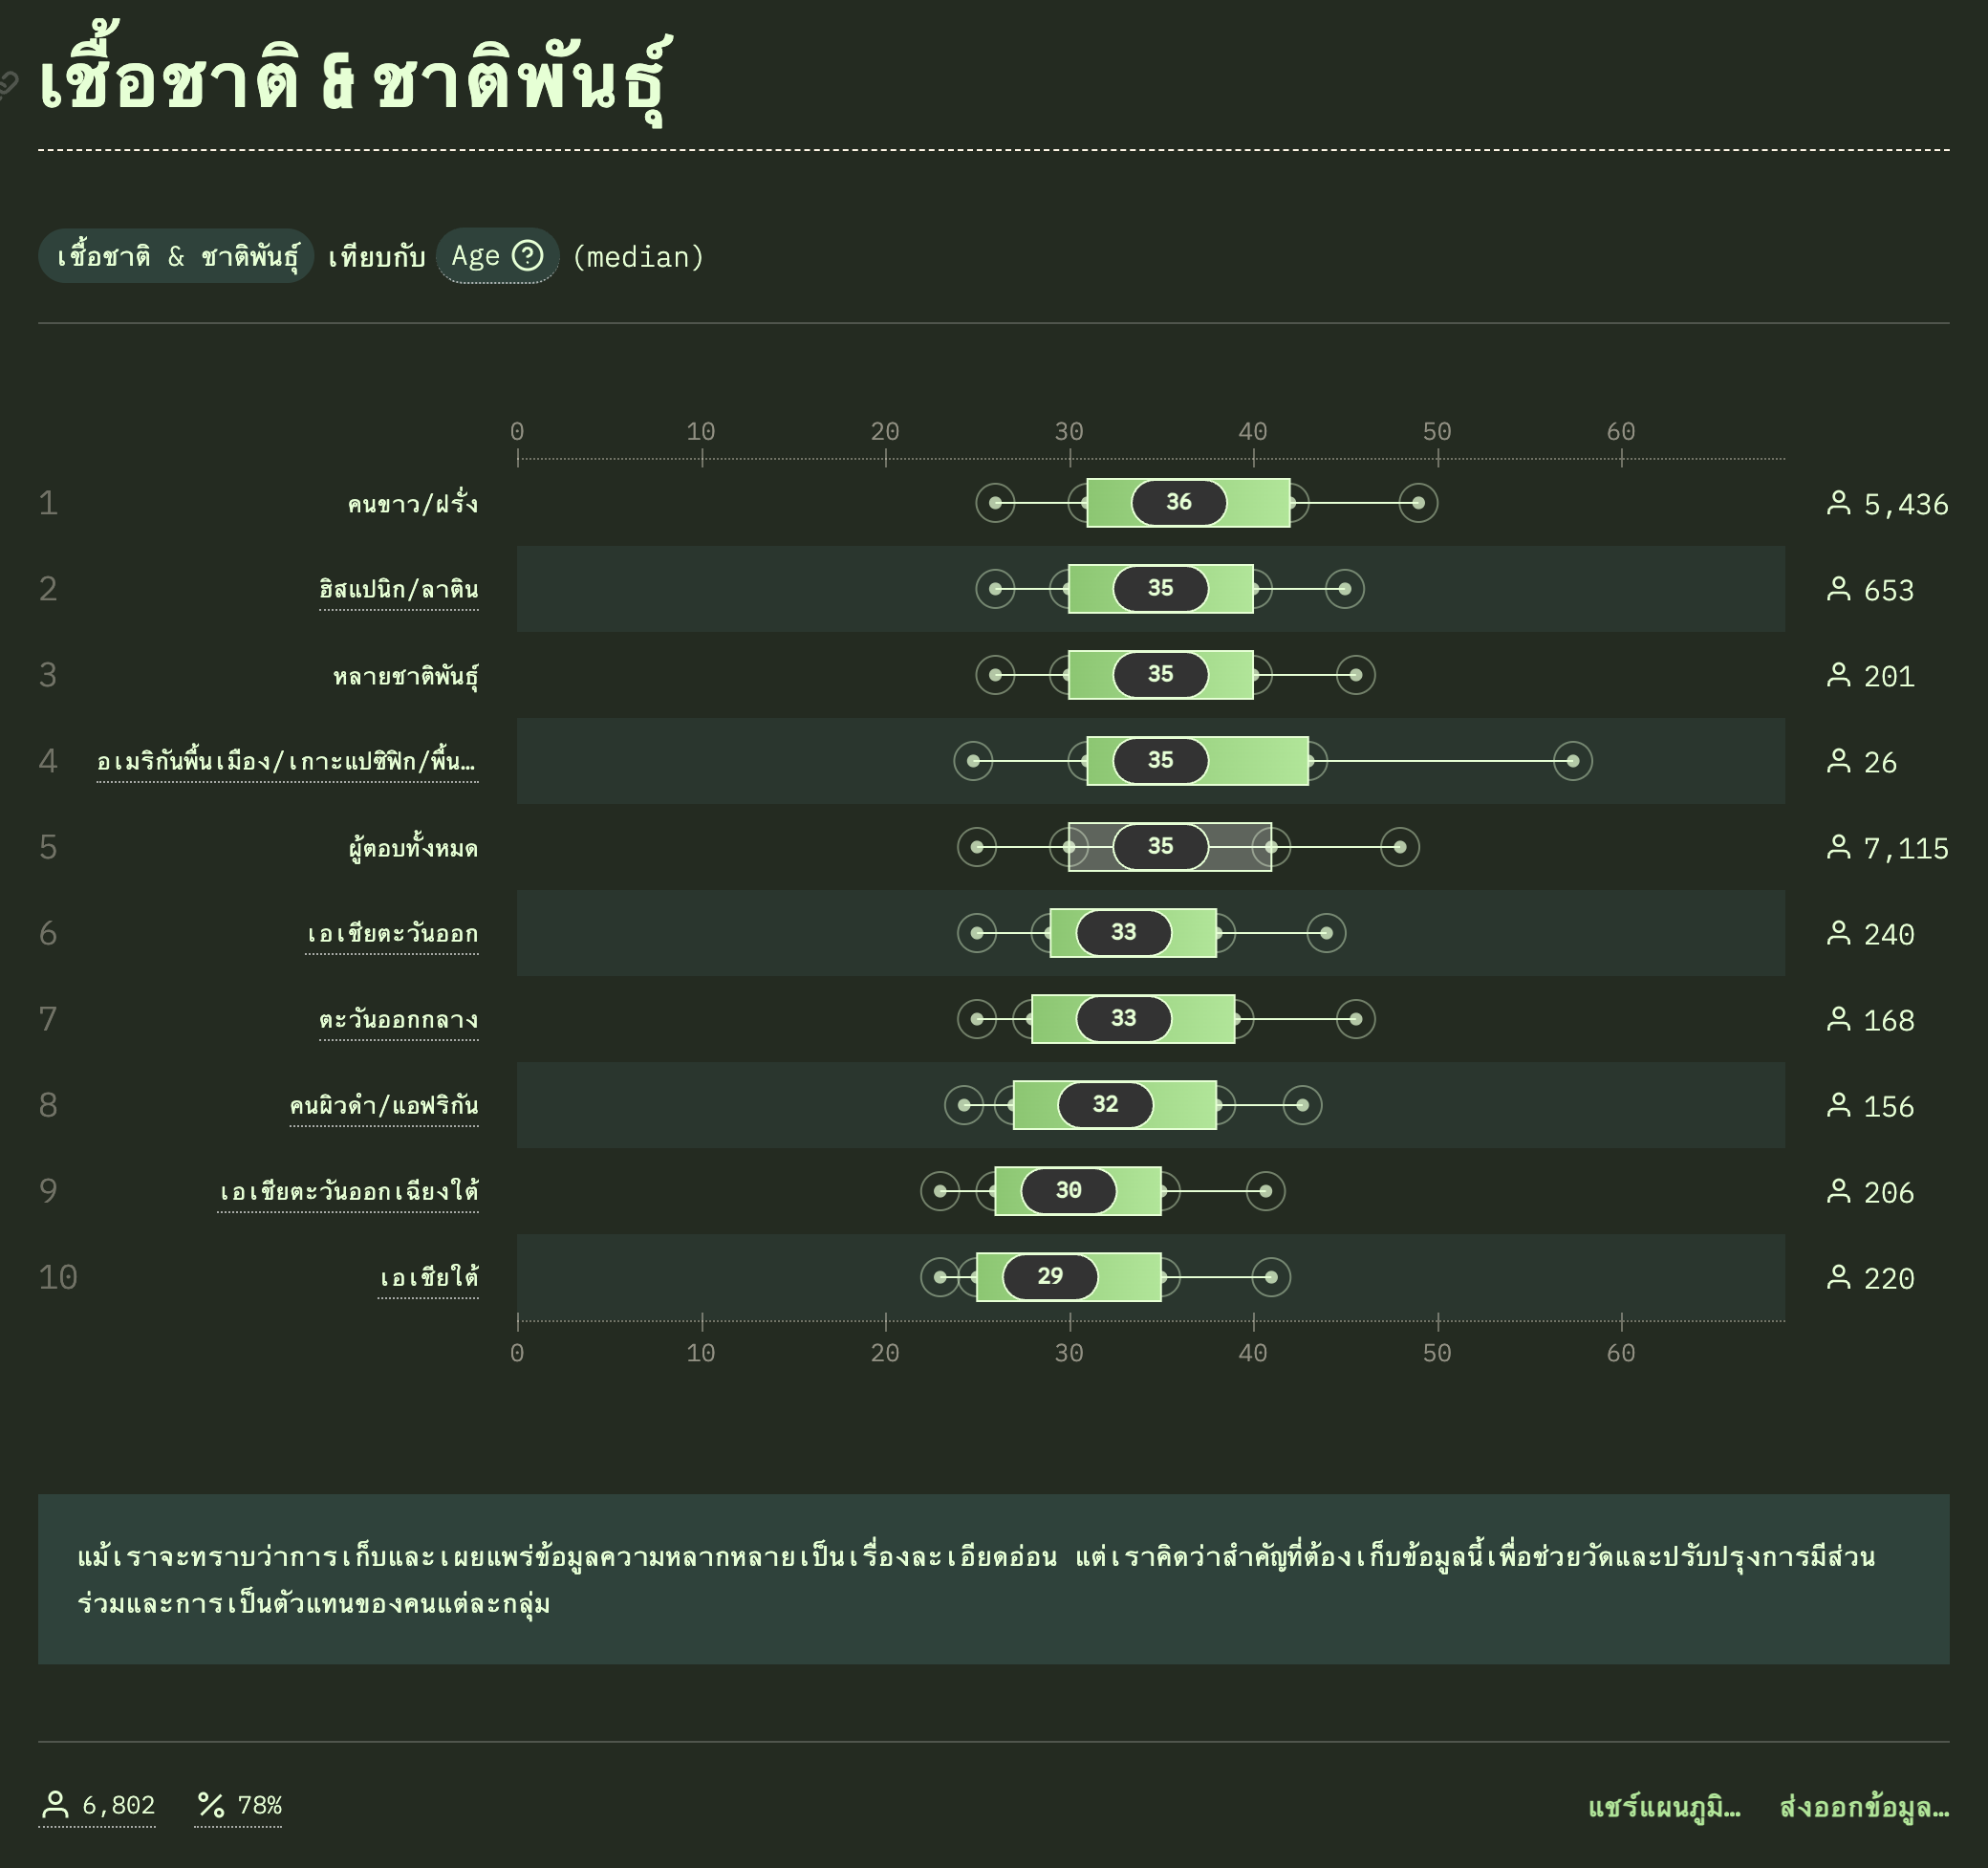 เชื้อชาติ & ชาติพันธุ์
เชื้อชาติ & ชาติพันธุ์ เทียบกับ Age ? (median)
0 10 20 30 40 50 60
1 คนขาว/ฝรั่ง 36 5,436
2 ฮิสแปนิก/ลาติน 35 653
3 หลายชาติพันธุ์ 35 201
4 อเมริกันพื้นเมือง/เกาะแปซิฟิก/พื้น… 35 26
5 ผู้ตอบทั้งหมด 35 7,115
6 เอเชียตะวันออก 33 240
7 ตะวันออกกลาง 33 168
8 คนผิวดำ/แอฟริกัน 32 156
9 เอเชียตะวันออกเฉียงใต้ 30 206
10 เอเชียใต้ 29 220
0 10 20 30 40 50 60
แม้เราจะทราบว่าการเก็บและเผยแพร่ข้อมูลความหลากหลายเป็นเรื่องละเอียดอ่อน แต่เราคิดว่าสำคัญที่ต้องเก็บข้อมูลนี้เพื่อช่วยวัดและปรับปรุงการมีส่วน
ร่วมและการเป็นตัวแทนของคนแต่ละกลุ่ม
6,802 % 78% แชร์แผนภูมิ… ส่งออกข้อมูล…